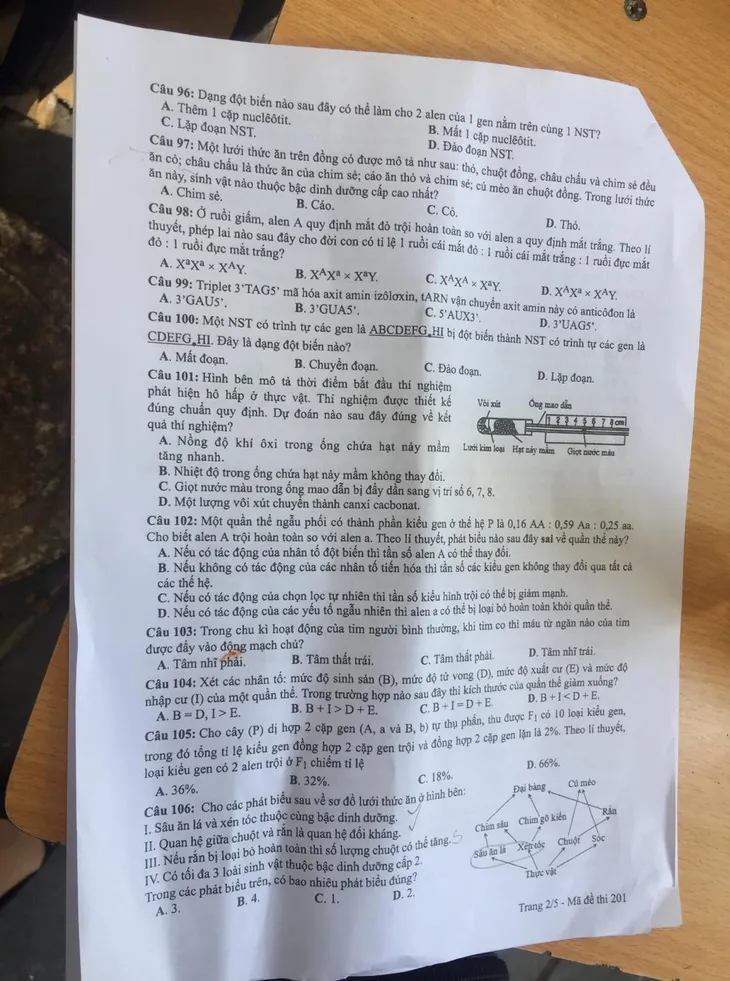 Câu 96: Dạng đột biến nào sau đây có thể làm cho 2 alen của 1 gen nằm trên cùng 1 NST?
A. Thêm 1 cặp nuclêôtit. B. Mất 1 cặp nuclêôtit.
C. Lặp đoạn NST. D. Đảo đoạn NST.
Câu 97: Một lưới thức ăn trên đồng cỏ được mô tả như sau: thỏ, chuột đồng, châu chấu và chim sẻ đều
ăn cỏ; châu chấu là thức ăn của chim sẻ; cáo ăn thỏ và chim sẻ; cú mèo ăn chuột đồng. Trong lưới thức
ăn này, sinh vật nào thuộc bậc dinh dưỡng cấp cao nhất?
A. Chim sẻ. B. Cáo. C. Cỏ. D. Thỏ.
Câu 98: Ở ruồi giấm, alen A quy định mắt đỏ trội hoàn toàn so với alen a quy định mắt trắng. Theo lí
thuyết, phép lai nào sau đây cho đời con có tỉ lệ 1 ruồi cái mắt đỏ : 1 ruồi cái mắt trắng : 1 ruồi đực mắt
đỏ : 1 ruồi đực mắt trắng?
A. XᵃXᵃ × XᴬY. B. XᴬXᵃ × XᵃY. C. XᴬXᴬ × XᵃY. D. XᴬXᵃ × XᴬY.
Câu 99: Triplet 3’TAG5’ mã hóa axit amin izôlơxin, tARN vận chuyển axit amin này có anticôđon là
A. 3’GAU5’. B. 3’GUA5’. C. 5’AUX3’. D. 3’UAG5’.
Câu 100: Một NST có trình tự các gen là ABCDEFG•HI bị đột biến thành NST có trình tự các gen là
CDEFG•HI. Đây là dạng đột biến nào?
A. Mất đoạn. B. Chuyển đoạn. C. Đảo đoạn. D. Lặp đoạn.
Câu 101: Hình bên mô tả thời điểm bắt đầu thí nghiệm
phát hiện hô hấp ở thực vật. Thí nghiệm được thiết kế
đúng chuẩn quy định. Dự đoán nào sau đây đúng về kết
quả thí nghiệm?
Vôi xút Ống mao dẫn
1 2 3 4 5 6 7 8 cm
Lưới kim loại Hạt nảy mầm Giọt nước màu
A. Nồng độ khí ôxi trong ống chứa hạt nảy mầm
tăng nhanh.
B. Nhiệt độ trong ống chứa hạt nảy mầm không thay đổi.
C. Giọt nước màu trong ống mao dẫn bị đẩy dần sang vị trí số 6, 7, 8.
D. Một lượng vôi xút chuyển thành canxi cacbonat.
Câu 102: Một quần thể ngẫu phối có thành phần kiểu gen ở thế hệ P là 0,16 AA : 0,59 Aa : 0,25 aa.
Cho biết alen A trội hoàn toàn so với alen a. Theo lí thuyết, phát biểu nào sau đây sai về quần thể này?
A. Nếu có tác động của nhân tố đột biến thì tần số alen A có thể thay đổi.
B. Nếu không có tác động của các nhân tố tiến hóa thì tần số các kiểu gen không thay đổi qua tất cả
các thế hệ.
C. Nếu có tác động của chọn lọc tự nhiên thì tần số kiểu hình trội có thể bị giảm mạnh.
D. Nếu có tác động của các yếu tố ngẫu nhiên thì alen a có thể bị loại bỏ hoàn toàn khỏi quần thể.
Câu 103: Trong chu kì hoạt động của tim người bình thường, khi tim co thì máu từ ngăn nào của tim
được đẩy vào động mạch chủ?
A. Tâm nhĩ phải. B. Tâm thất trái. C. Tâm thất phải. D. Tâm nhĩ trái.
Câu 104: Xét các nhân tố: mức độ sinh sản (B), mức độ tử vong (D), mức độ xuất cư (E) và mức độ
nhập cư (I) của một quần thể. Trong trường hợp nào sau đây thì kích thước của quần thể giảm xuống?
A. B = D, I > E. B. B + I > D + E. C. B + I = D + E. D. B + I < D + E.
Câu 105: Cho cây (P) dị hợp 2 cặp gen (A, a và B, b) tự thụ phấn, thu được F₁ có 10 loại kiểu gen,
trong đó tổng tỉ lệ kiểu gen đồng hợp 2 cặp gen trội và đồng hợp 2 cặp gen lặn là 2%. Theo lí thuyết,
loại kiểu gen có 2 alen trội ở F₁ chiếm tỉ lệ
A. 36%. B. 32%. C. 18%. D. 66%.
Câu 106: Cho các phát biểu sau về sơ đồ lưới thức ăn ở hình bên:
I. Sâu ăn lá và xén tóc thuộc cùng bậc dinh dưỡng.
II. Quan hệ giữa chuột và rắn là quan hệ đối kháng.
III. Nếu rắn bị loại bỏ hoàn toàn thì số lượng chuột có thể tăng. S
IV. Có tối đa 3 loài sinh vật thuộc bậc dinh dưỡng cấp 2.
Trong các phát biểu trên, có bao nhiêu phát biểu đúng?
A. 3. B. 4. C. 1. D. 2.
Đại bàng Cú mèo
Chim sâu Chim gõ kiến Rắn
Sâu ăn lá Xén tóc Chuột Sóc
Thực vật
Trang 2/5 - Mã đề thi 201